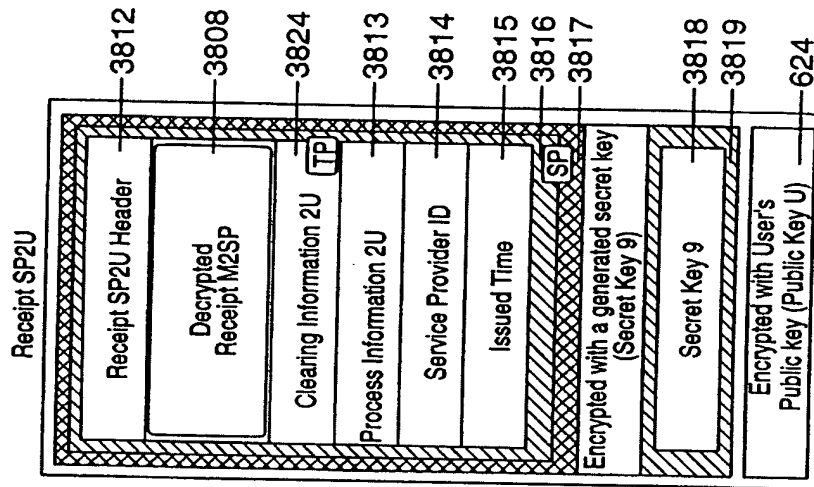 Receipt SP2U
Receipt SP2U Header
3812
Decrypted
Receipt M2SP
3808
Clearing Information 2U
TP
3824
Process Information 2U
3813
Service Provider ID
3814
Issued Time
3815
3816
SP
3817
Encrypted with a generated secret key
(Secret Key 9)
Secret Key 9
3818
3819
Encrypted with User's
Public key (Public Key U)
624